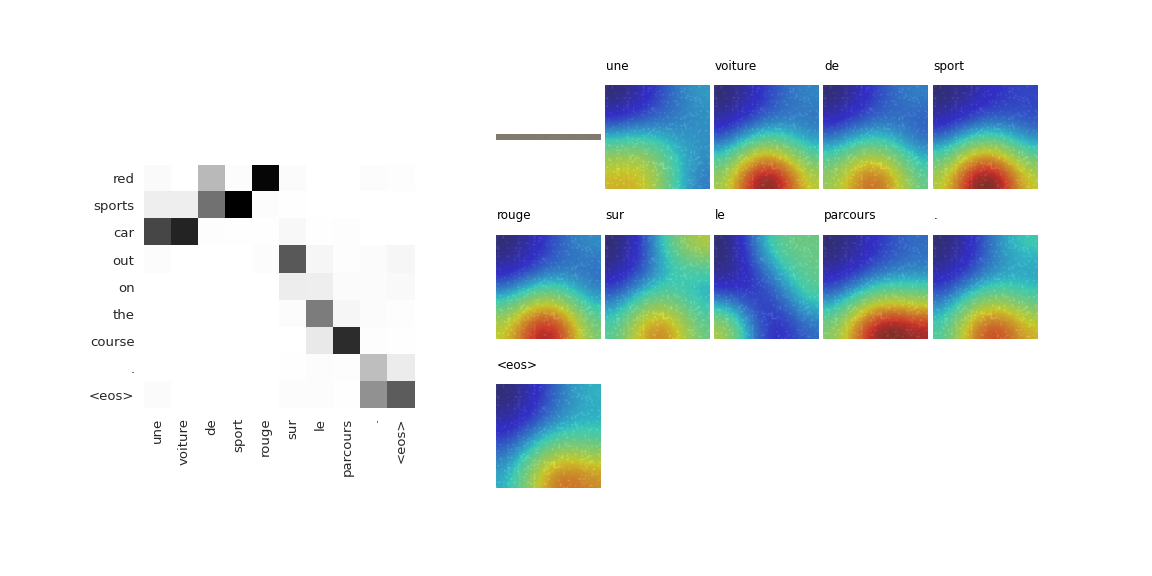 red
sports
car
out
on
the
course
.
<eos>
une
voiture
de
sport
rouge
sur
le
parcours
.
<eos>
une voiture de sport
rouge sur le parcours .
<eos>